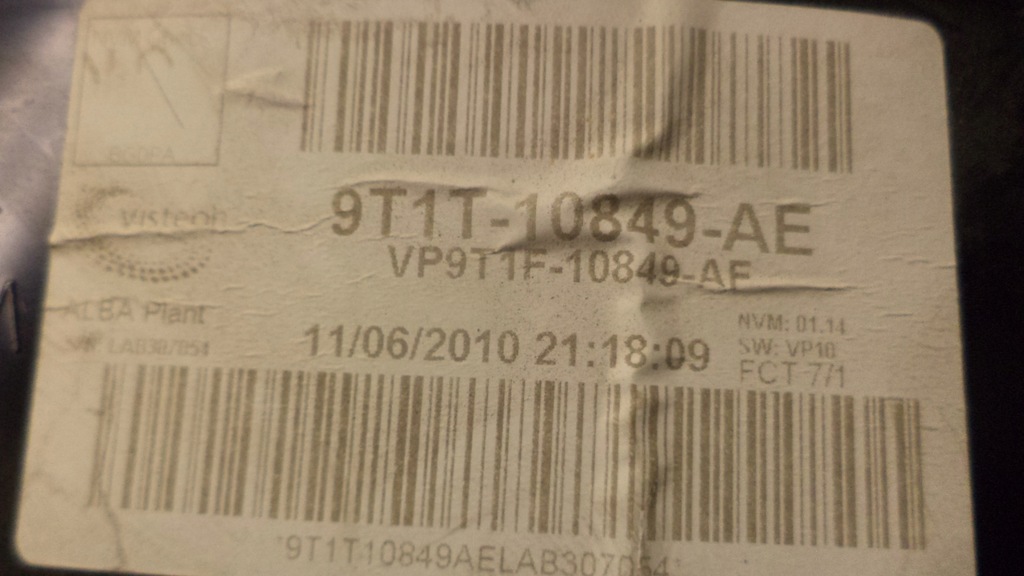 9T1T-10849-AE
Visteon
VP9T1F-10849-AE
ALBA Plant
11/06/2010 21:18:09
NVM: 01.14
SW: VP10
FCT 7/1
*9T1T10849AELAB307054*